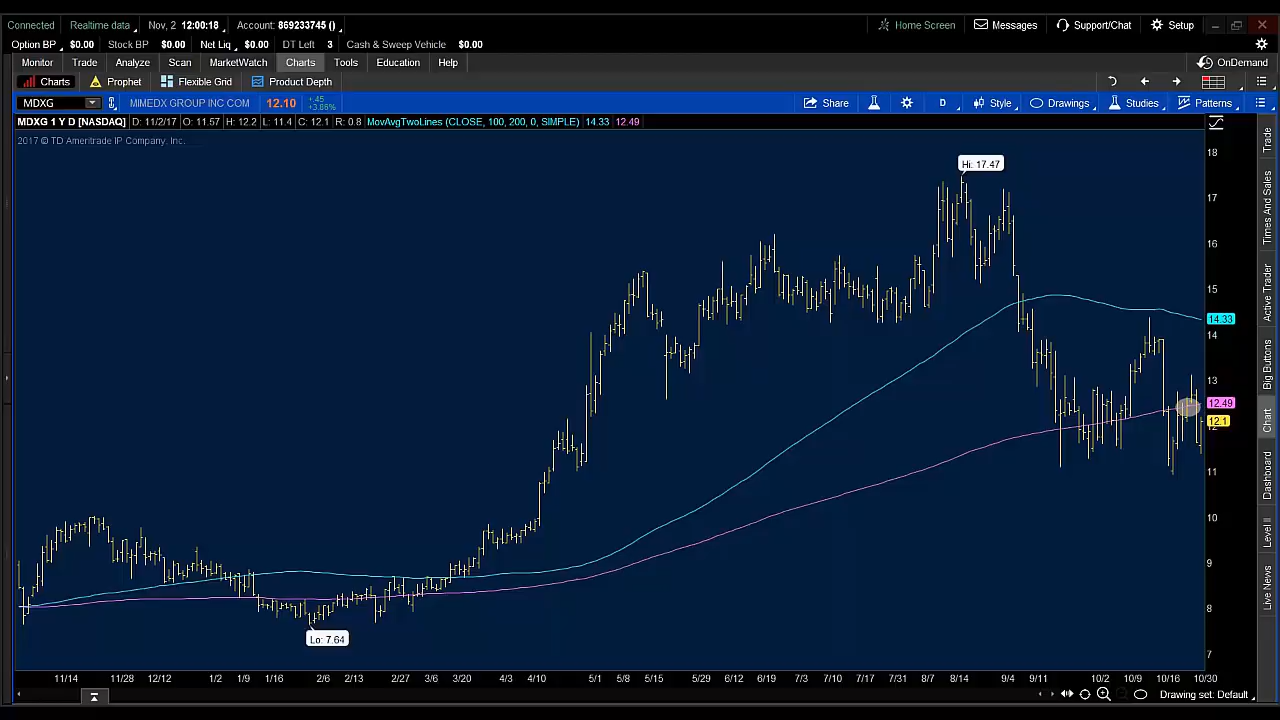 Connected Realtime data Nov, 2 12:00:18 Account: 869233745 () Home Screen Messages Support/Chat Setup
Option BP $0.00 Stock BP $0.00 Net Liq $0.00 DT Left 3 Cash & Sweep Vehicle $0.00
Monitor Trade Analyze Scan MarketWatch Charts Tools Education Help OnDemand
Charts Prophet Flexible Grid Product Depth
MDXG MIMEDX GROUP INC COM 12.10 +.45 +3.86% Share D Style Drawings Studies Patterns
MDXG 1 Y D [NASDAQ] D: 11/2/17 O: 11.57 H: 12.2 L: 11.4 C: 12.1 R: 0.8 MovAvgTwoLines (CLOSE, 100, 200, 0, SIMPLE) 14.33 12.49
2017 © TD Ameritrade IP Company, Inc.
Hi: 17.47
Lo: 7.64
18
17
16
15
14.33
14
13
12.49
12.1
12
11
10
9
8
7
11/14 11/28 12/12 1/2 1/9 1/16 2/6 2/13 2/27 3/6 3/20 4/3 4/10 5/1 5/8 5/15 5/29 6/12 6/19 7/3 7/17 7/31 8/7 8/14 9/4 9/11 10/2 10/9 10/16 10/30
Drawing set: Default
Trade
Times And Sales
Active Trader
Big Buttons
Chart
Dashboard
Level II
Live News